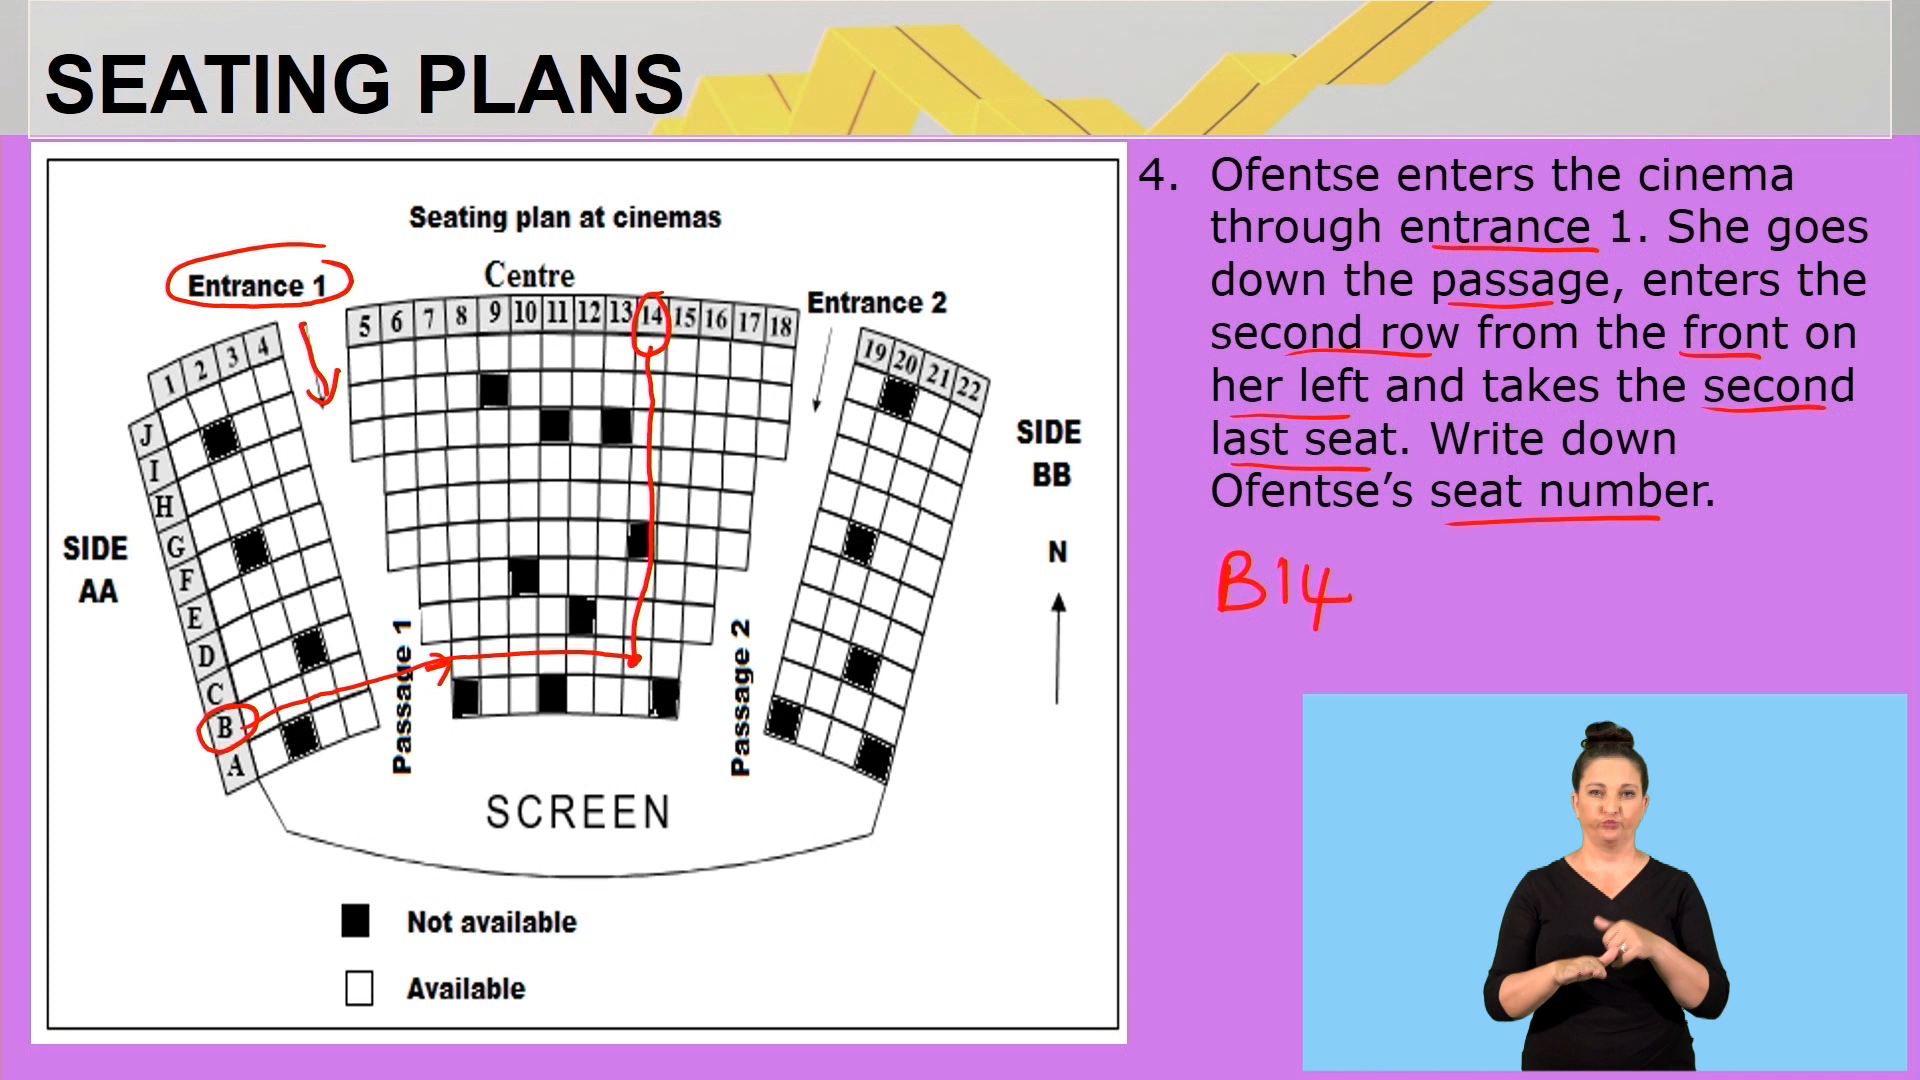 SEATING PLANS
Seating plan at cinemas
Entrance 1
Centre
Entrance 2
1 2 3 4
5 6 7 8 9 10 11 12 13 14 15 16 17 18
19 20 21 22
J
I
H
G
F
E
D
C
B
A
SIDE
AA
SIDE
BB
N
Passage 1
Passage 2
SCREEN
Not available
Available
4. Ofentse enters the cinema
through entrance 1. She goes
down the passage, enters the
second row from the front on
her left and takes the second
last seat. Write down
Ofentse’s seat number.
B14